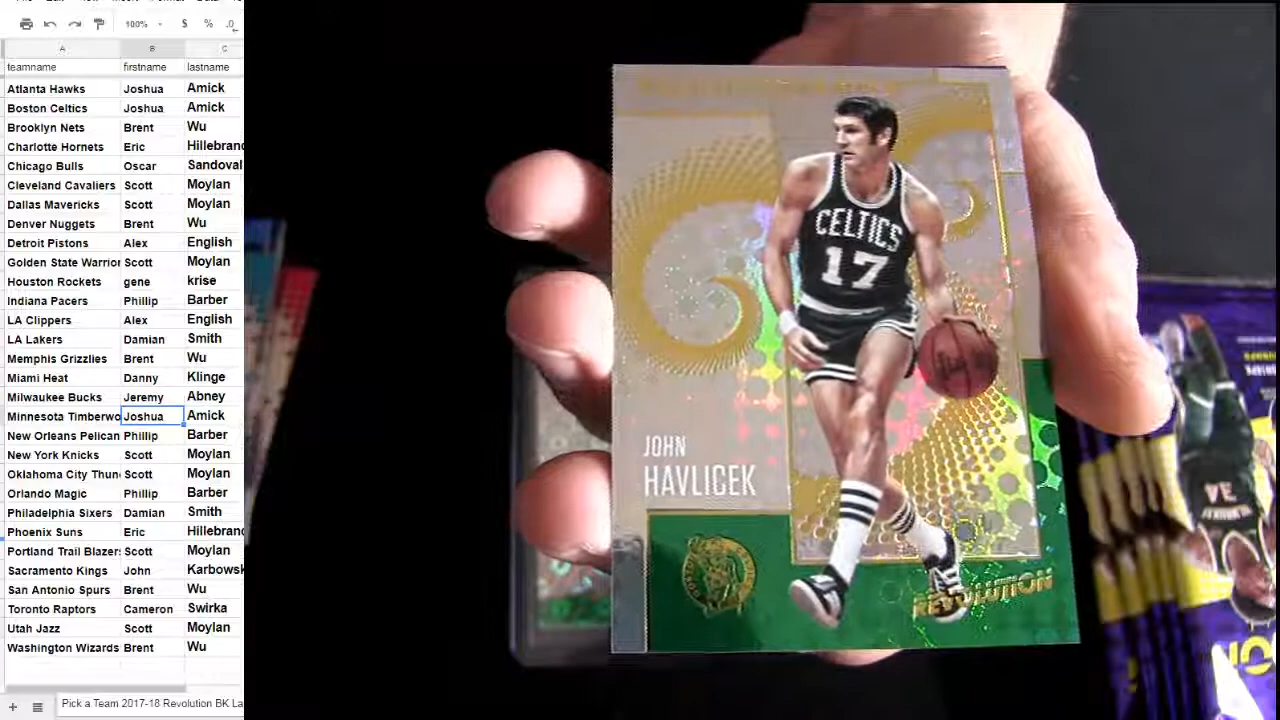 100%
$
%
.0
A
B
C
teamname firstname lastname
Atlanta Hawks Joshua Amick
Boston Celtics Joshua Amick
Brooklyn Nets Brent Wu
Charlotte Hornets Eric Hillebrand
Chicago Bulls Oscar Sandoval
Cleveland Cavaliers Scott Moylan
Dallas Mavericks Scott Moylan
Denver Nuggets Brent Wu
Detroit Pistons Alex English
Golden State Warrior Scott Moylan
Houston Rockets gene krise
Indiana Pacers Phillip Barber
LA Clippers Alex English
LA Lakers Damian Smith
Memphis Grizzlies Brent Wu
Miami Heat Danny Klinge
Milwaukee Bucks Jeremy Abney
Minnesota Timberwo Joshua Amick
New Orleans Pelican Phillip Barber
New York Knicks Scott Moylan
Oklahoma City Thun Scott Moylan
Orlando Magic Phillip Barber
Philadelphia Sixers Damian Smith
Phoenix Suns Eric Hillebrand
Portland Trail Blazers Scott Moylan
Sacramento Kings John Karbowsk
San Antonio Spurs Brent Wu
Toronto Raptors Cameron Swirka
Utah Jazz Scott Moylan
Washington Wizards Brent Wu
Pick a Team 2017-18 Revolution BK La
CELTICS
17
JOHN
HAVLICEK
REVOLUTION
34